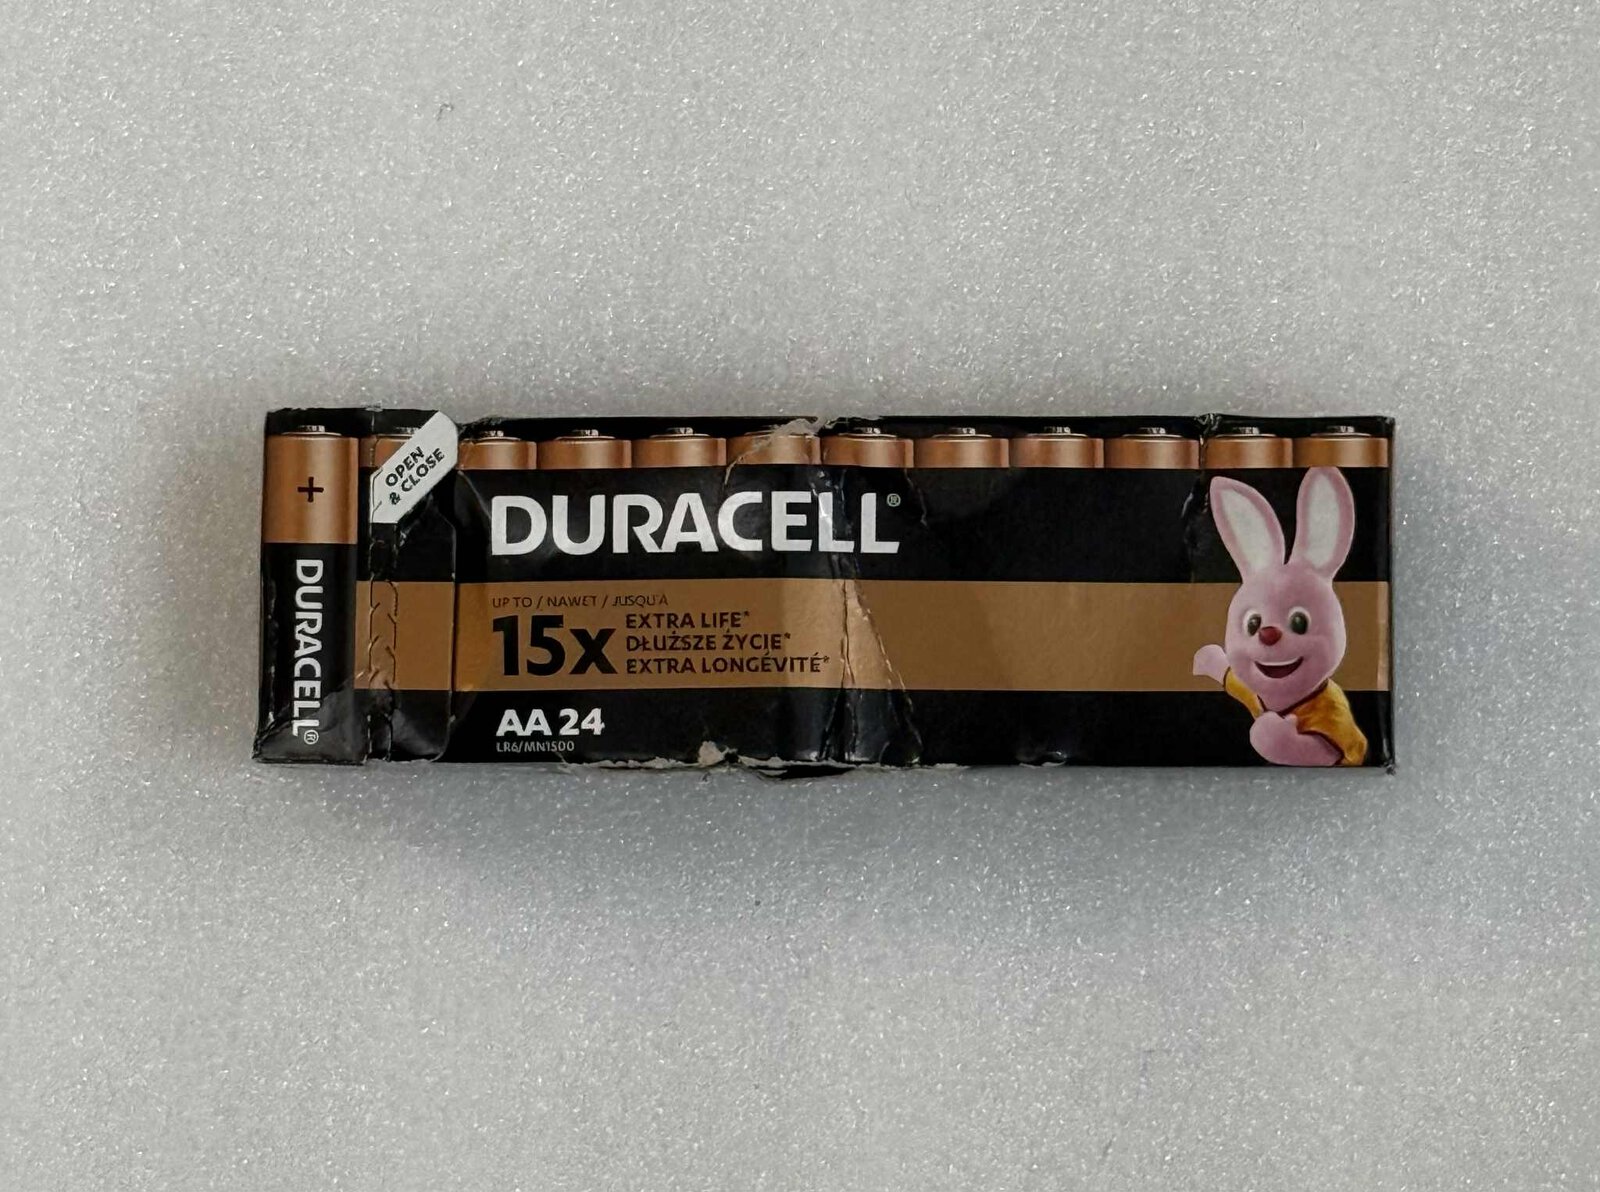 +
DURACELL®
OPEN
& CLOSE
DURACELL®
UP TO / NAWET / JUSQU'À
15x
EXTRA LIFE*
DŁUŻSZE ŻYCIE*
EXTRA LONGÉVITÉ*
AA 24
LR6/MN1500